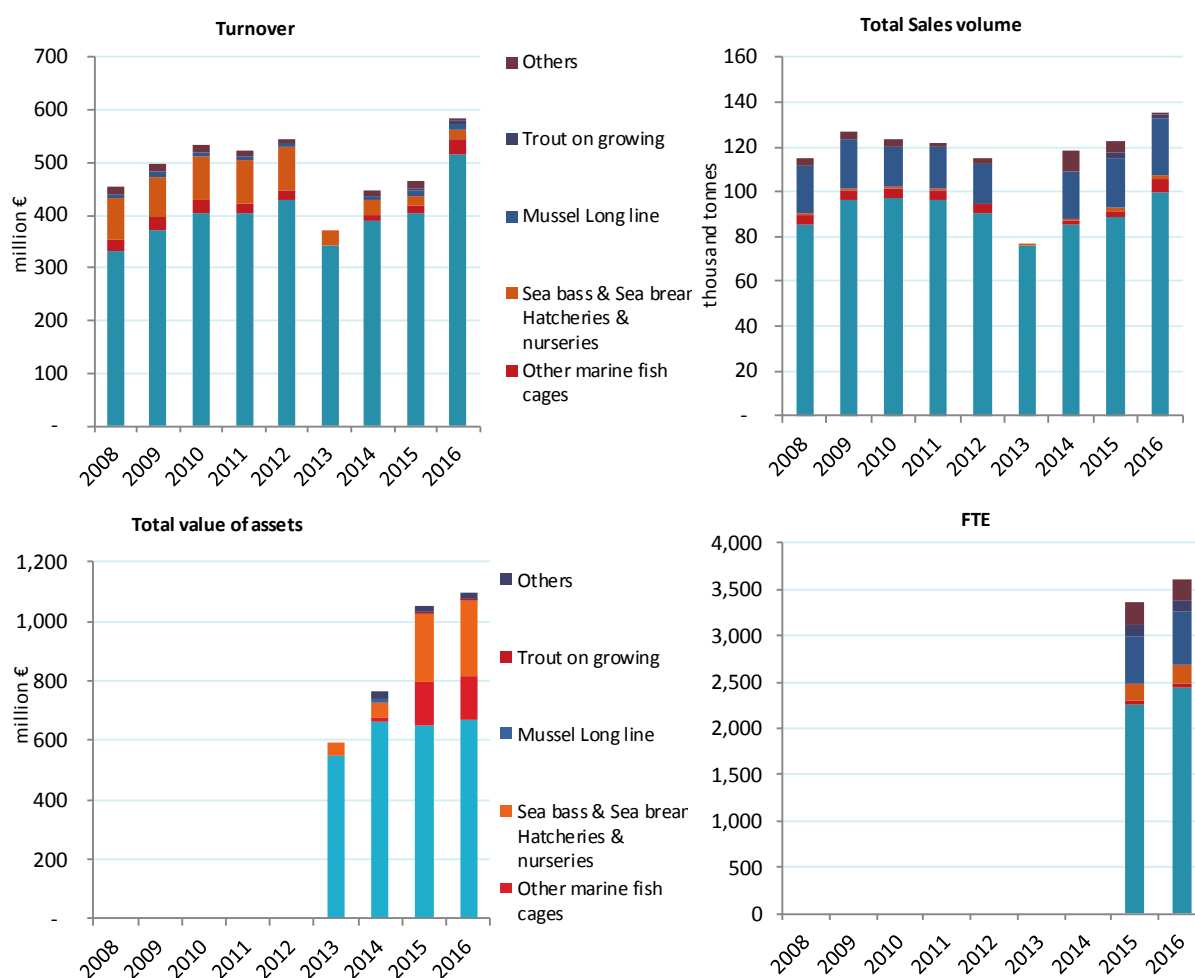 Turnover
700
600
500
400
300
200
100
-
million €
2008 2009 2010 2011 2012 2013 2014 2015 2016
Others
Trout on growing
Mussel Long line
Sea bass & Sea brear
Hatcheries &
nurseries
Other marine fish
cages
Total Sales volume
160
140
120
100
80
60
40
20
-
thousand tonnes
2008 2009 2010 2011 2012 2013 2014 2015 2016
Total value of assets
1,200
1,000
800
600
400
200
-
million €
2008 2009 2010 2011 2012 2013 2014 2015 2016
Others
Trout on growing
Mussel Long line
Sea bass & Sea brear
Hatcheries &
nurseries
Other marine fish
cages
FTE
4,000
3,500
3,000
2,500
2,000
1,500
1,000
500
0
2008 2009 2010 2011 2012 2013 2014 2015 2016